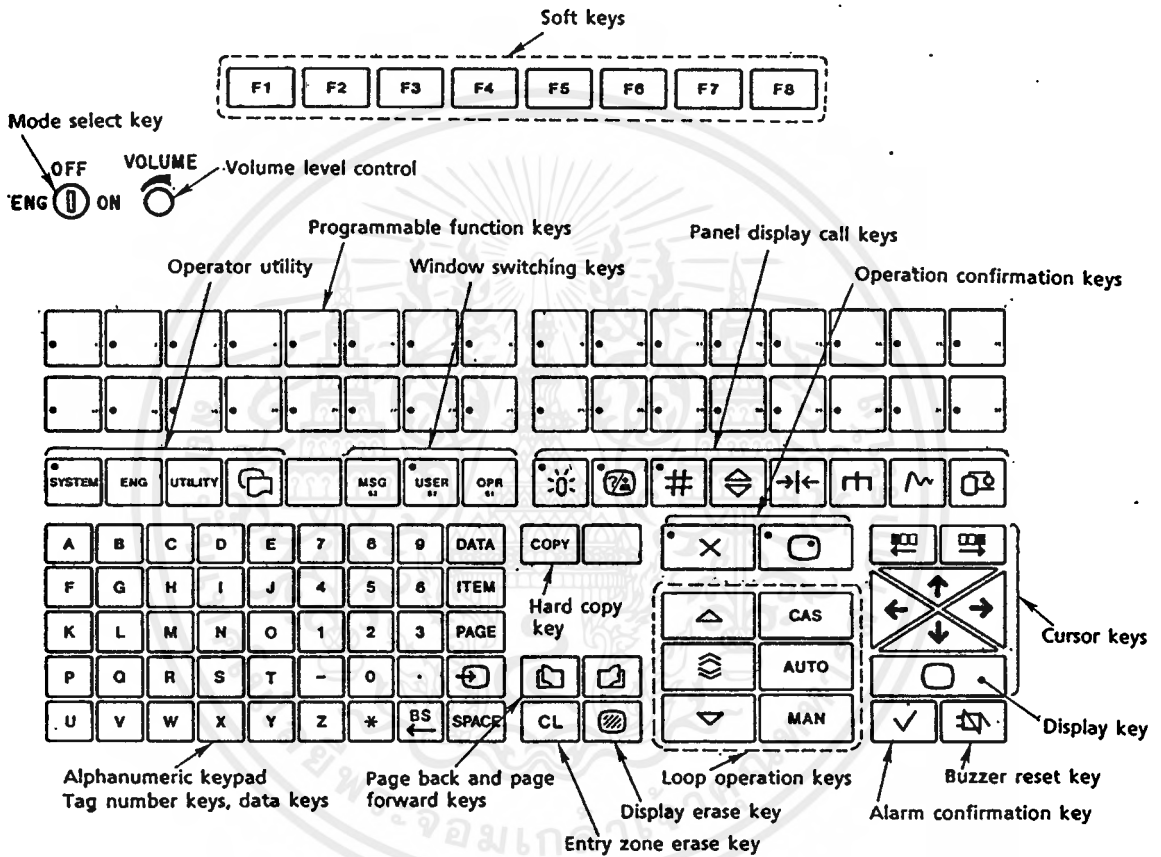 Soft keys
F1 F2 F3 F4 F5 F6 F7 F8
Mode select key
OFF VOLUME
Volume level control
ENG ON
Programmable function keys
Panel display call keys
Operator utility
Window switching keys
Operation confirmation keys
SYSTEM ENG UTILITY MSG USER OPR
A B C D E 7 8 9 DATA COPY
F G H I J 4 5 6 ITEM
Hard copy key
K L M N O 1 2 3 PAGE
CAS
Cursor keys
P Q R S T - 0 . AUTO
U V W X Y Z * BS SPACE CL MAN
Display key
Alphanumeric keypad
Tag number keys, data keys
Page back and page
forward keys
Loop operation keys
Buzzer reset key
Display erase key
Alarm confirmation key
Entry zone erase key